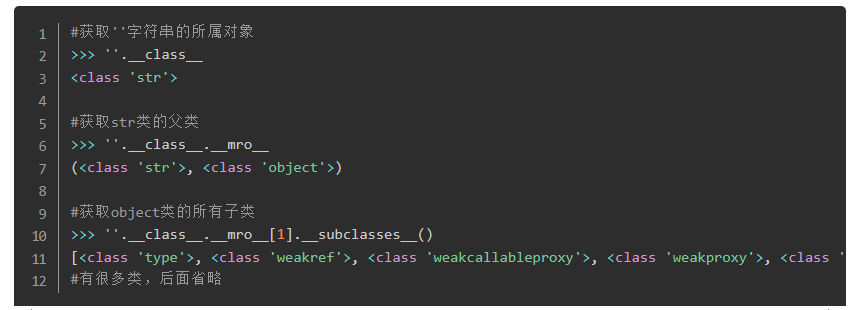 1 #获取''字符串的所属对象
2 >>> ''.__class__
3 <class 'str'>
4
5 #获取str类的父类
6 >>> ''.__class__.__mro__
7 (<class 'str'>, <class 'object'>)
8
9 #获取object类的所有子类
10 >>> ''.__class__.__mro__[1].__subclasses__()
11 [<class 'type'>, <class 'weakref'>, <class 'weakcallableproxy'>, <class 'weakproxy'>, <class '
12 #有很多类，后面省略